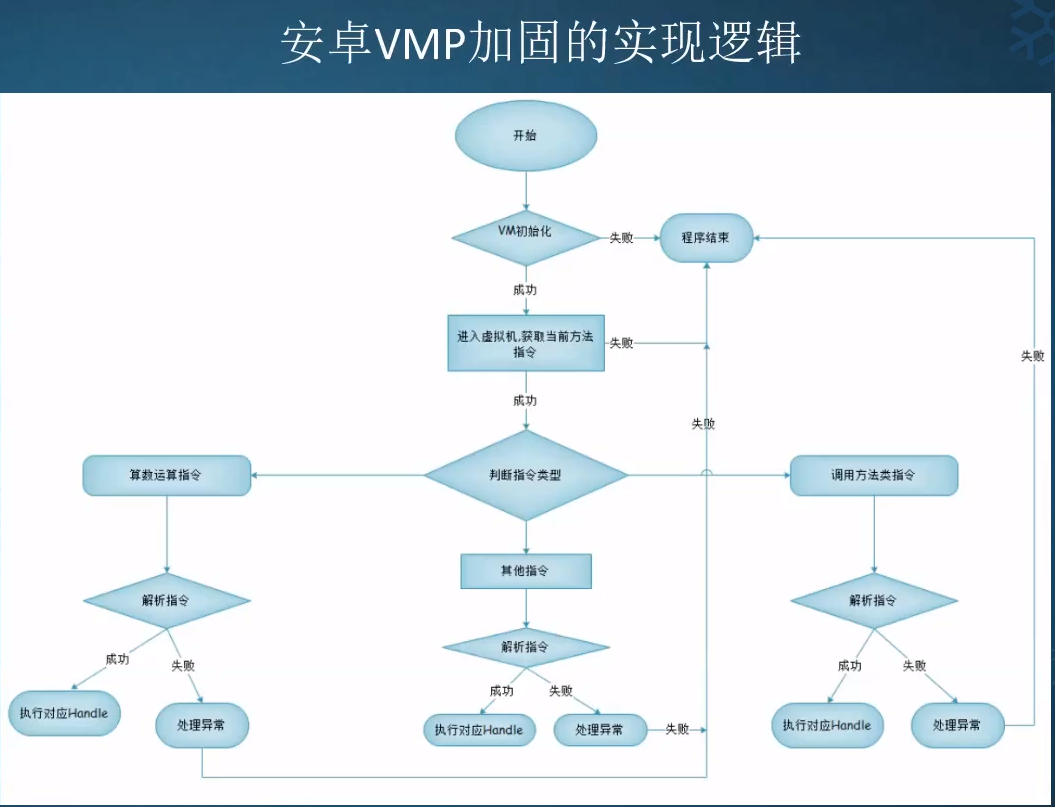 安卓VMP加固的实现逻辑
开始
VM初始化
失败
程序结束
成功
进入虚拟机,获取当前方法
指令
失败
失败
成功
失败
算数运算指令
判断指令类型
调用方法类指令
其他指令
解析指令
解析指令
解析指令
成功
失败
成功
失败
成功
失败
执行对应Handle
处理异常
执行对应Handle
处理异常
失败
执行对应Handle
处理异常